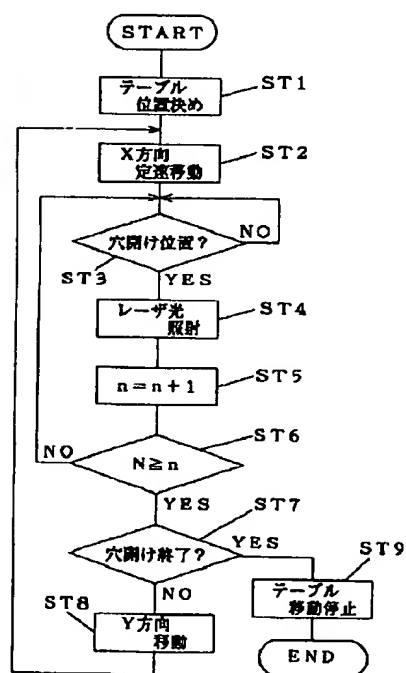 START
テーブル
位置決め
ST1
X方向
定速移動
ST2
穴開け位置?
NO
ST3
YES
レーザ光
照射
ST4
n=n+1
ST5
ST6
NO
N≧n
YES
ST7
穴開け終了?
YES
ST9
NO
テーブル
移動停止
ST8
Y方向
移動
END